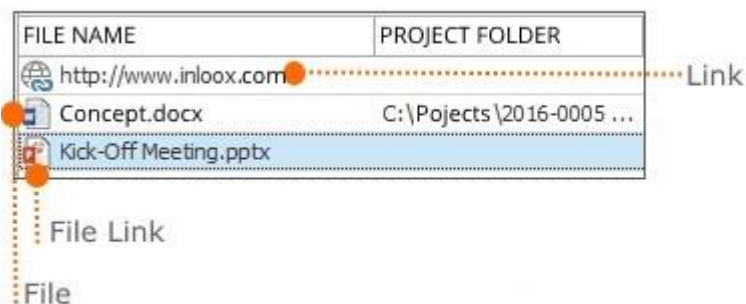 FILE NAME PROJECT FOLDER
http://www.inloox.com
Link
Concept.docx C:\Pojects\2016-0005 ...
Kick-Off Meeting.pptx
File Link
File